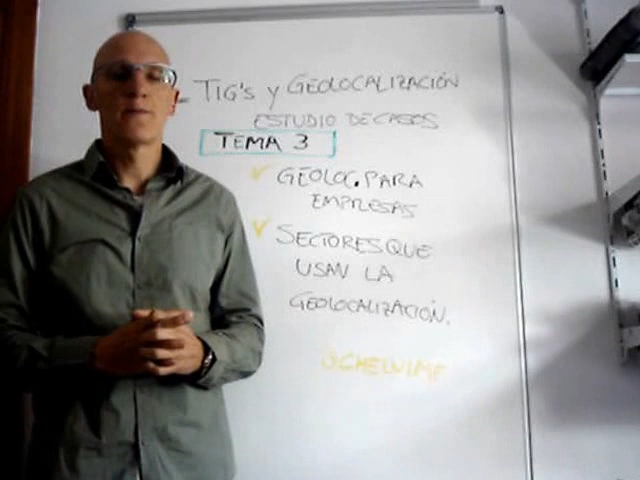 - TIG's y GEOLOCALIZACIÓN
ESTUDIO DE CASOS
TEMA 3
✓ GEOLOC. PARA
EMPRESAS
✓ SECTORES QUE
USAN LA
GEOLOCALIZACIÓN.